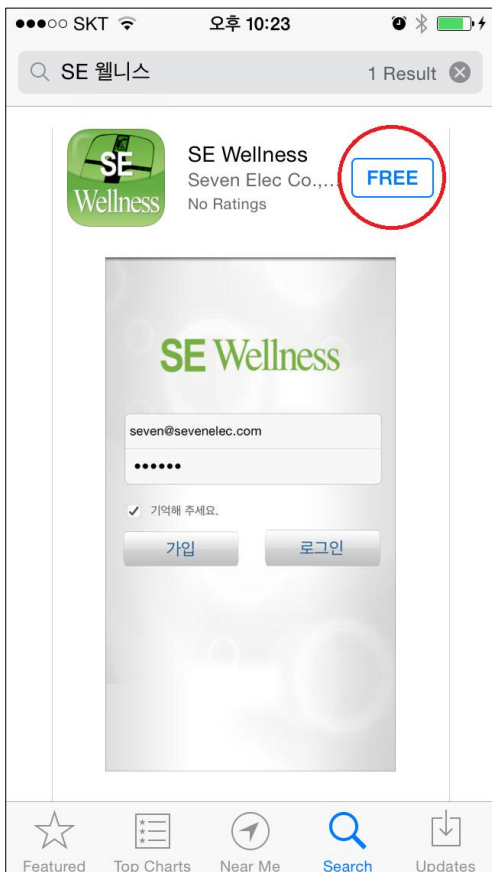 SKT 오후 10:23
SE 웰니스 1 Result
SE
Wellness
SE Wellness
Seven Elec Co.,...
No Ratings
FREE
SE Wellness
seven@sevenelec.com
••••••
기억해 주세요.
가입 로그인
Featured Top Charts Near Me Search Updates